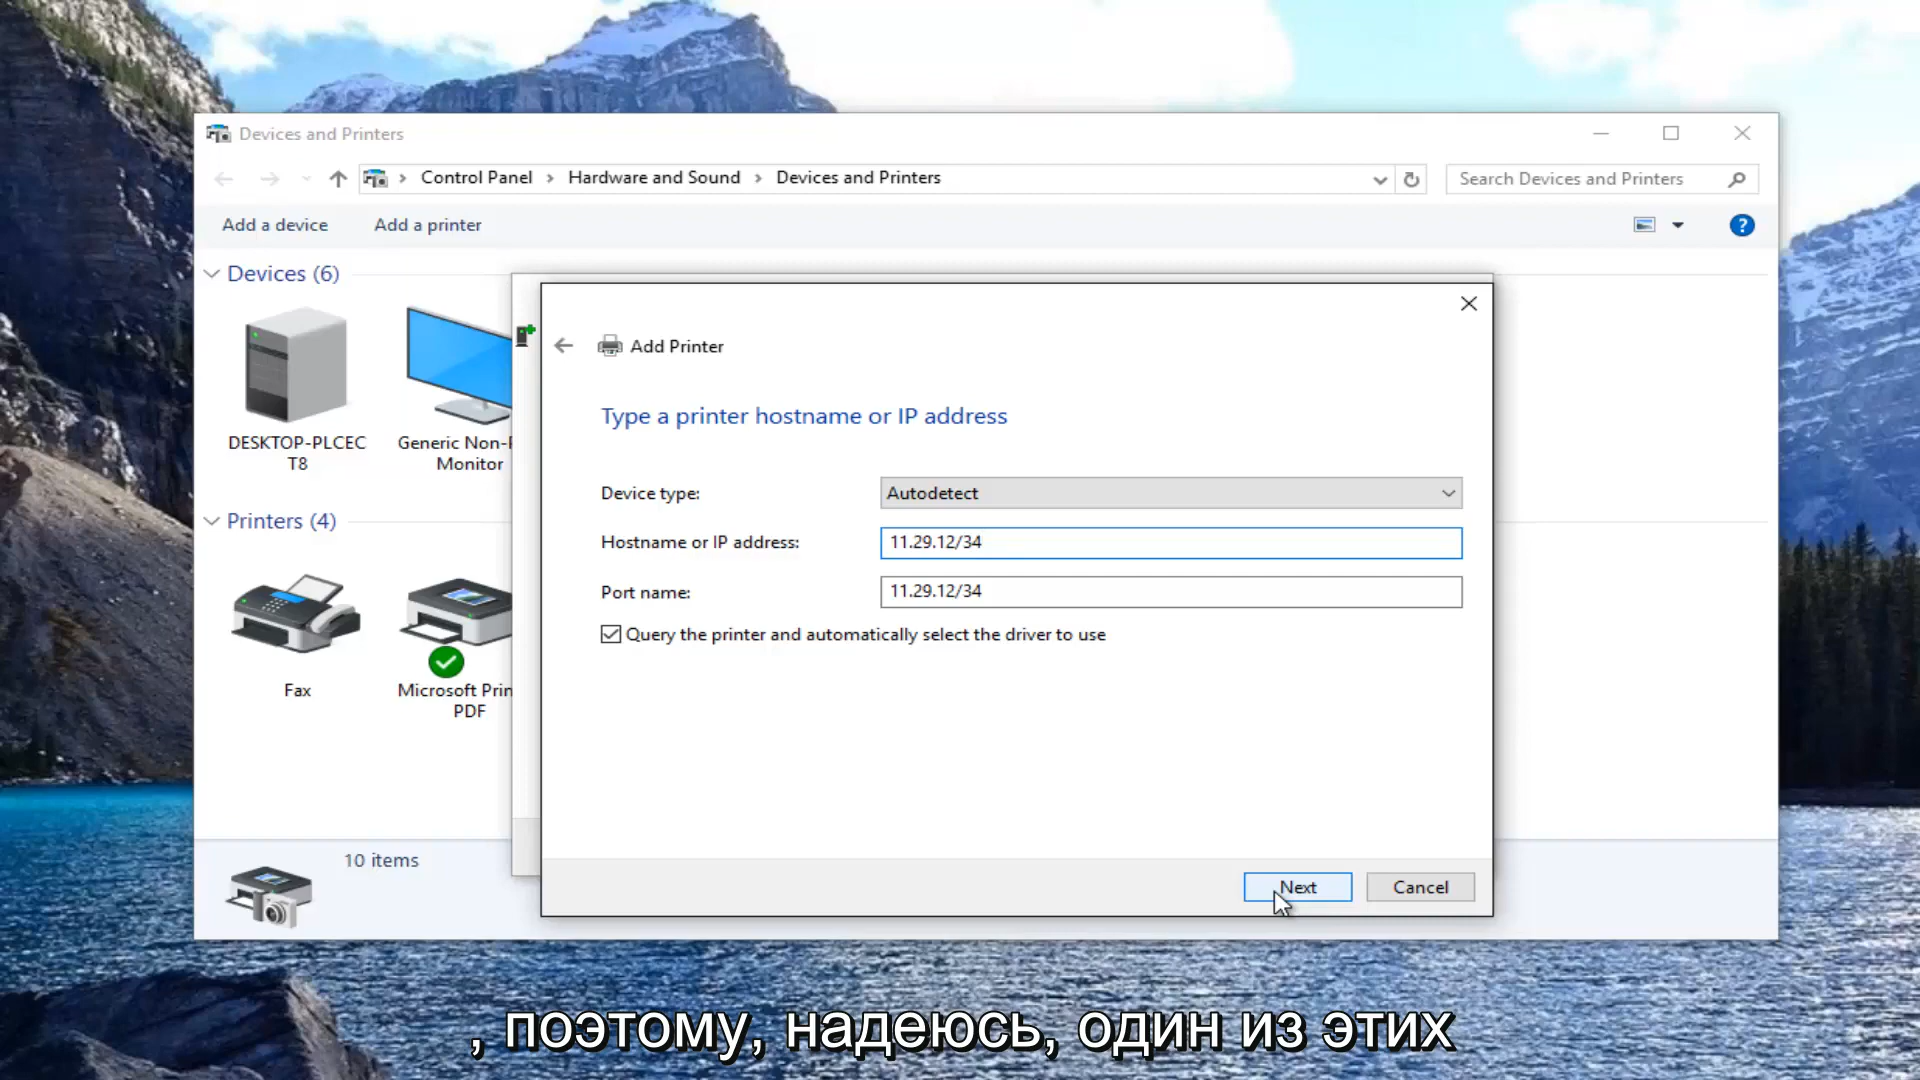 Devices and Printers
Control Panel > Hardware and Sound > Devices and Printers
Search Devices and Printers
Add a device
Add a printer
?
Devices (6)
DESKTOP-PLCEC
T8
Generic Non-
Monitor
Printers (4)
Fax
Microsoft Prin
PDF
10 items
Add Printer
Type a printer hostname or IP address
Device type:
Autodetect
Hostname or IP address:
11.29.12/34
Port name:
11.29.12/34
Query the printer and automatically select the driver to use
Next
Cancel
, поэтому, надеюсь, один из этих